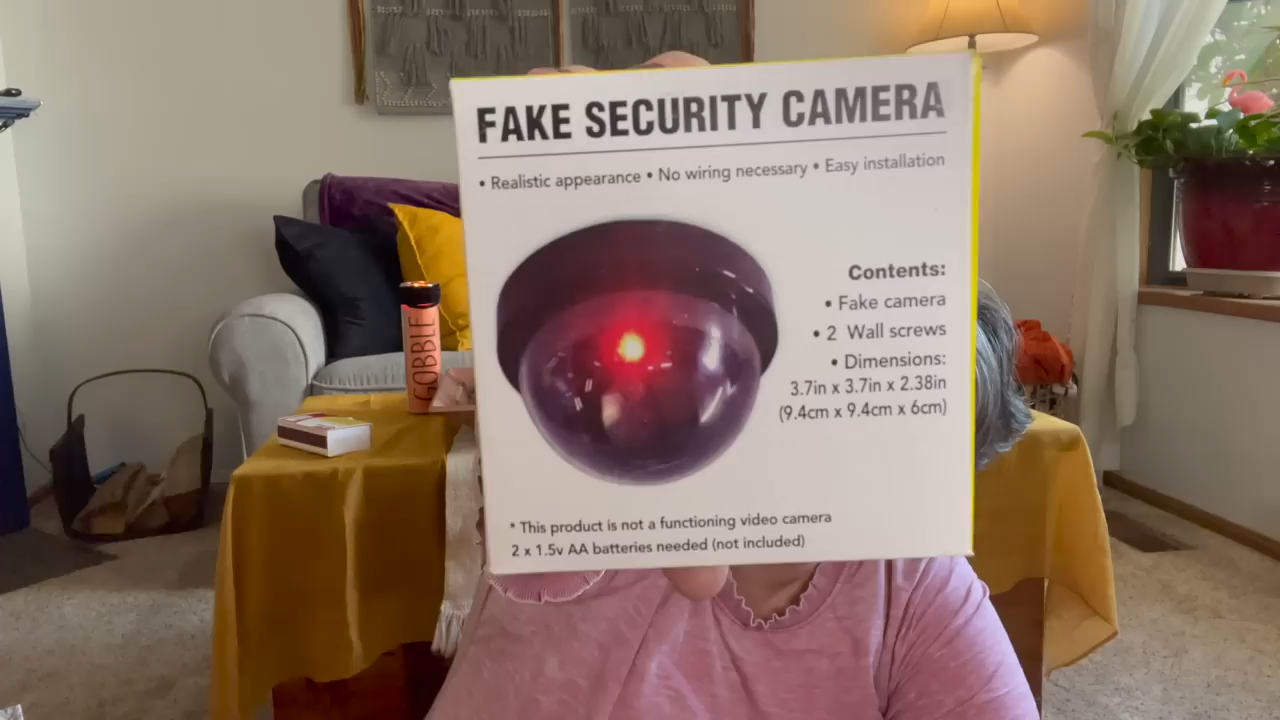 FAKE SECURITY CAMERA
• Realistic appearance • No wiring necessary • Easy installation
Contents:
• Fake camera
• 2 Wall screws
• Dimensions:
3.7in x 3.7in x 2.38in
(9.4cm x 9.4cm x 6cm)
* This product is not a functioning video camera
2 x 1.5v AA batteries needed (not included)
GOBBLE